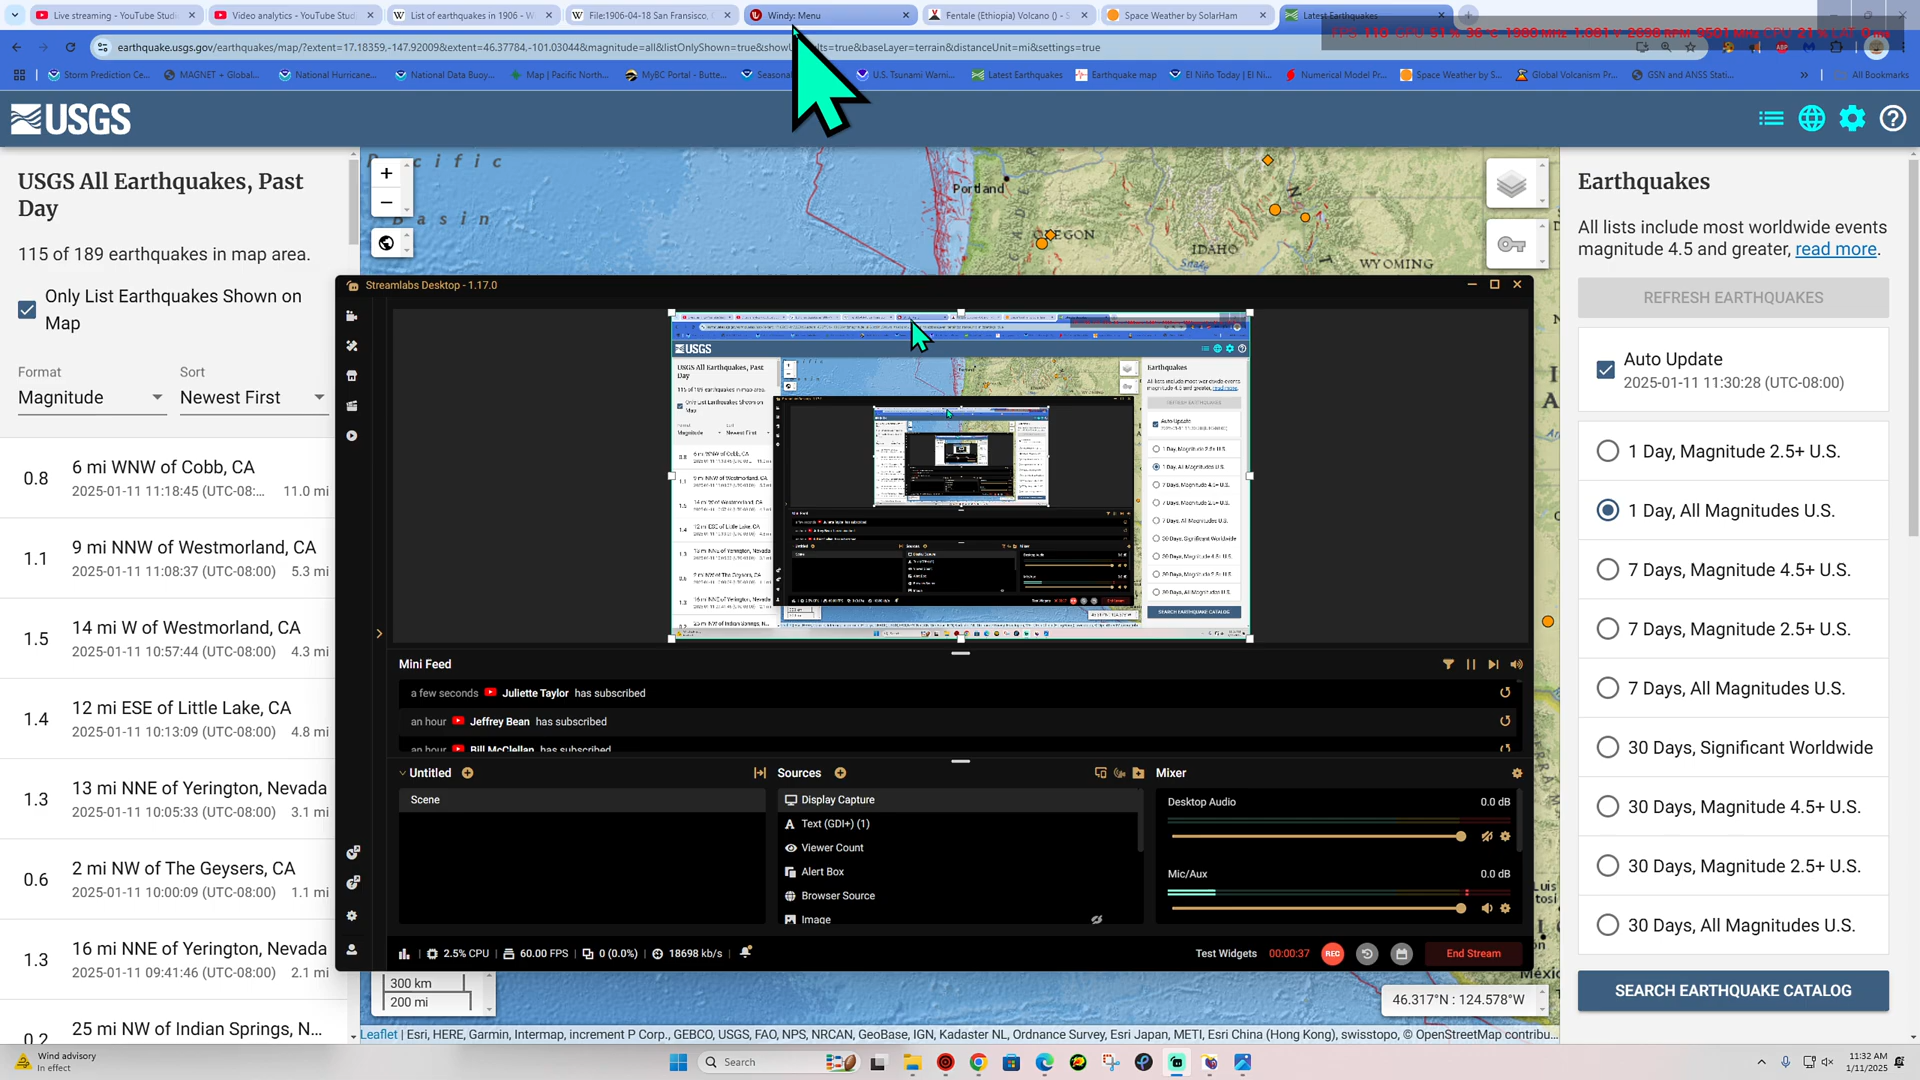 Live streaming - YouTube Studi
Video analytics - YouTube Studi
List of earthquakes in 1906 - Wi
File:1906-04-18 San Fransisco, C
Windy: Menu
Fentale (Ethiopia) Volcano () -
Space Weather by SolarHam
Latest Earthquakes
earthquake.usgs.gov/earthquakes/map/?extent=17.18359,-147.92009&extent=46.37784,-101.03044&magnitude=all&listOnlyShown=true&
=true&baseLayer=terrain&distanceUnit=mi&settings=true
Storm Prediction Ce...
MAGNET + Global...
National Hurricane...
National Data Buoy...
Map | Pacific North...
MyBC Portal - Butte...
Seasonal
U.S. Tsunami Warni...
Latest Earthquakes
Earthquake map
El Niño Today | El Ni...
Numerical Model Pr...
Space Weather by S...
Global Volcanism Pr...
GSN and ANSS Stati...
All Bookmarks
USGS
USGS All Earthquakes, Past
Day
115 of 189 earthquakes in map area.
Only List Earthquakes Shown on
Map
Format
Sort
Magnitude
Newest First
0.8
6 mi WNW of Cobb, CA
2025-01-11 11:18:45 (UTC-08:...
11.0 mi
1.1
9 mi NNW of Westmorland, CA
2025-01-11 11:08:37 (UTC-08:00)
5.3 mi
1.5
14 mi W of Westmorland, CA
2025-01-11 10:57:44 (UTC-08:00)
4.3 mi
1.4
12 mi ESE of Little Lake, CA
2025-01-11 10:13:09 (UTC-08:00)
4.8 mi
1.3
13 mi NNE of Yerington, Nevada
2025-01-11 10:05:33 (UTC-08:00)
3.1 mi
0.6
2 mi NW of The Geysers, CA
2025-01-11 10:00:09 (UTC-08:00)
1.1 mi
1.3
16 mi NNE of Yerington, Nevada
2025-01-11 09:41:46 (UTC-08:00)
2.1 mi
0.2
25 mi NW of Indian Springs, N...
Pacific
Basin
Portland
OREGON
IDAHO
Snake
WYOMING
Streamlabs Desktop - 1.17.0
Mini Feed
a few seconds Juliette Taylor has subscribed
an hour Jeffrey Bean has subscribed
an hour Bill McClellan has subscribed
Untitled
Scene
Sources
Display Capture
Text (GDI+) (1)
Viewer Count
Alert Box
Browser Source
Image
Mixer
Desktop Audio
0.0 dB
Mic/Aux
0.0 dB
2.5% CPU
60.00 FPS
0 (0.0%)
18698 kb/s
Test Widgets
00:00:37
REC
End Stream
300 km
200 mi
46.317°N : 124.578°W
Luis
México
Leaflet | Esri, HERE, Garmin, Intermap, increment P Corp., GEBCO, USGS, FAO, NPS, NRCAN, GeoBase, IGN, Kadaster NL, Ordnance Survey, Esri Japan, METI, Esri China (Hong Kong), swisstopo, © OpenStreetMap contribu...
Earthquakes
All lists include most worldwide events
magnitude 4.5 and greater, read more.
REFRESH EARTHQUAKES
Auto Update
2025-01-11 11:30:28 (UTC-08:00)
1 Day, Magnitude 2.5+ U.S.
1 Day, All Magnitudes U.S.
7 Days, Magnitude 4.5+ U.S.
7 Days, Magnitude 2.5+ U.S.
7 Days, All Magnitudes U.S.
30 Days, Significant Worldwide
30 Days, Magnitude 4.5+ U.S.
30 Days, Magnitude 2.5+ U.S.
30 Days, All Magnitudes U.S.
SEARCH EARTHQUAKE CATALOG
Wind advisory
In effect
Search
11:32 AM
1/11/2025